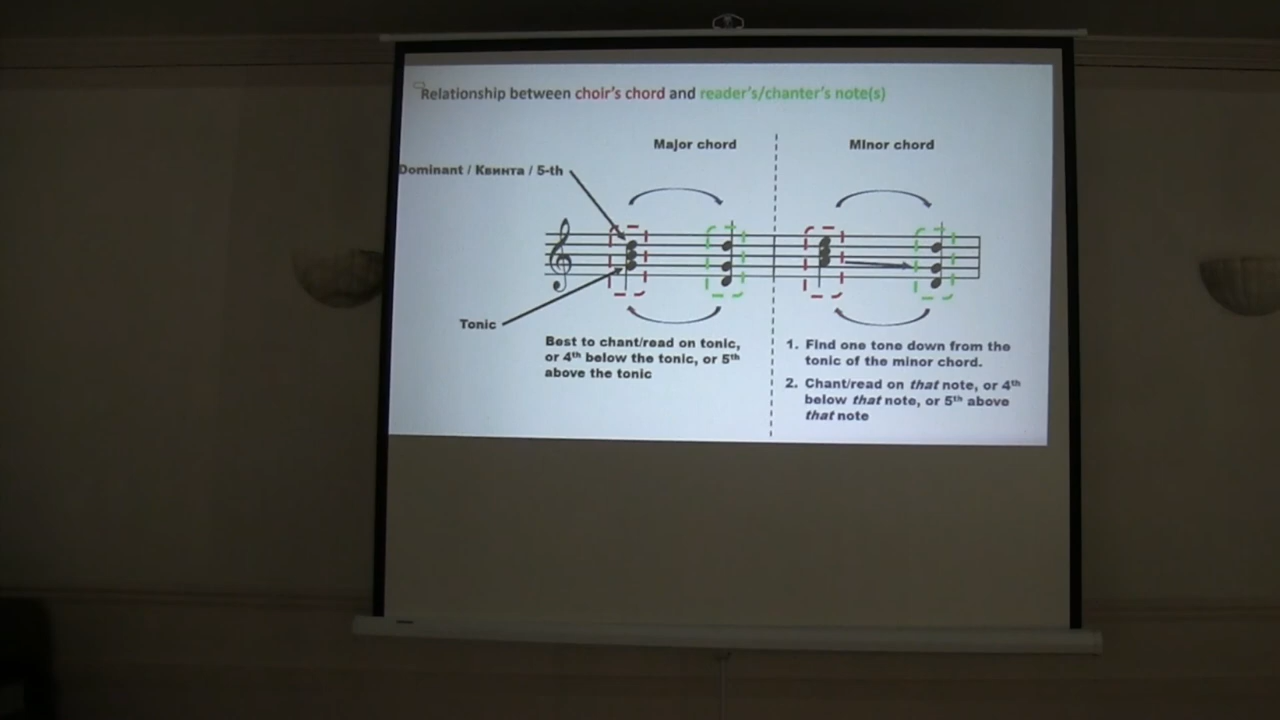 Relationship between choir's chord and reader's/chanter's note(s)
Major chord
Minor chord
Dominant / Квинта / 5-th
Tonic
Best to chant/read on tonic,
or 4th below the tonic, or 5th
above the tonic
1. Find one tone down from the
tonic of the minor chord.
2. Chant/read on that note, or 4th
below that note, or 5th above
that note